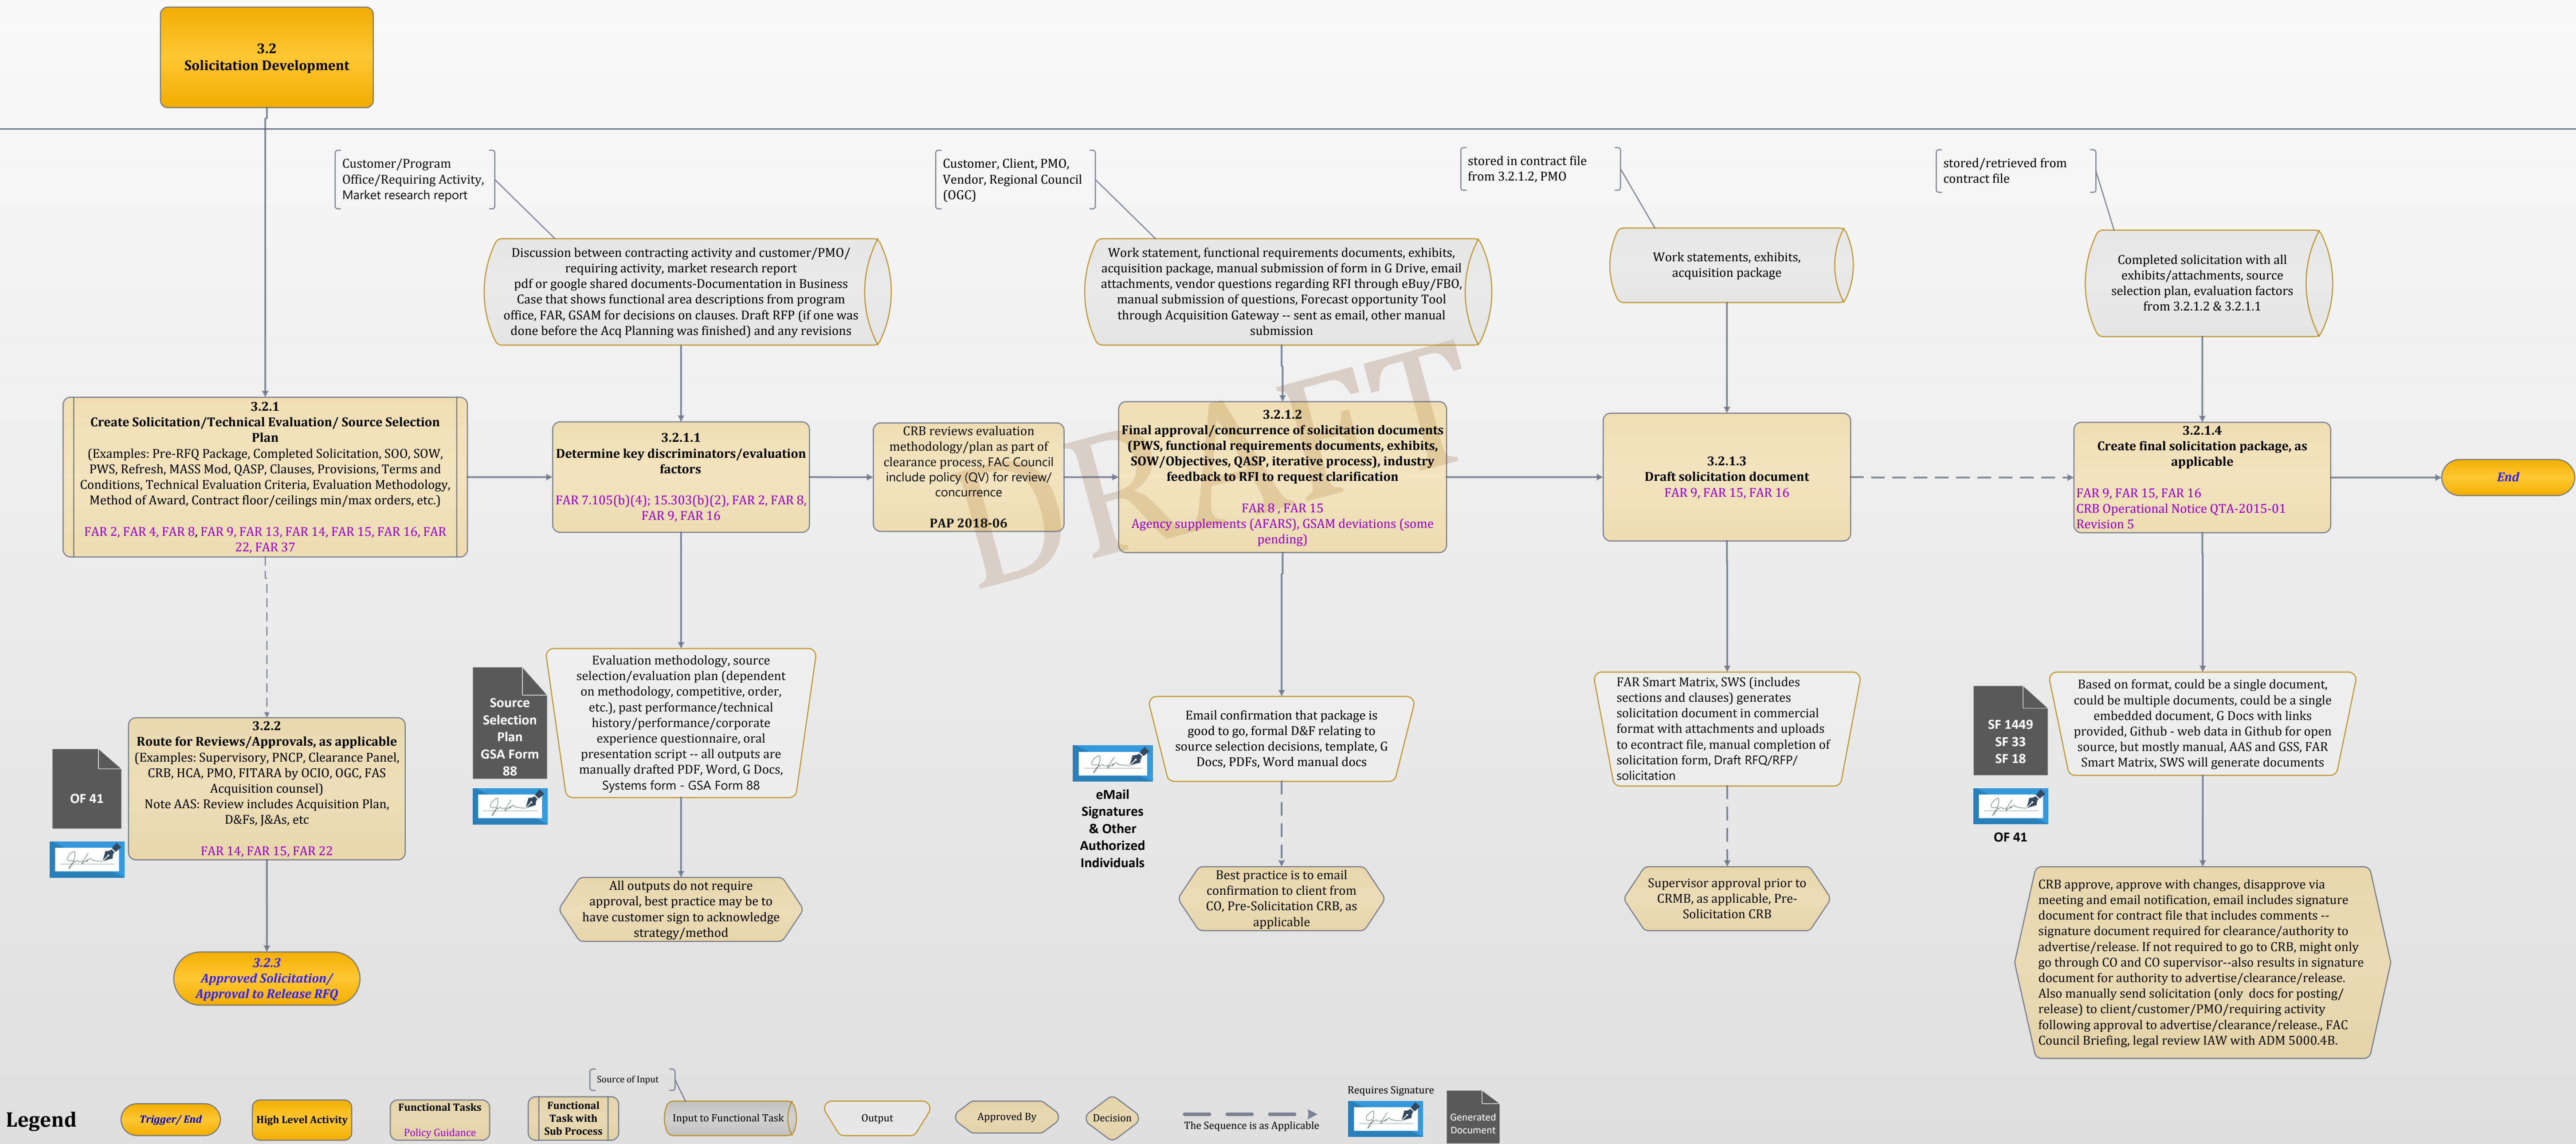 3.2
Solicitation Development
Customer/Program
Office/Requiring Activity,
Market research report
Customer, Client, PMO,
Vendor, Regional Council
(OGC)
stored in contract file
from 3.2.1.2, PMO
stored/retrieved from
contract file
Discussion between contracting activity and customer/PMO/
requiring activity, market research report
pdf or google shared documents-Documentation in Business
Case that shows functional area descriptions from program
office, FAR, GSAM for decisions on clauses. Draft RFP (if one was
done before the Acq Planning was finished) and any revisions
Work statement, functional requirements documents, exhibits,
acquisition package, manual submission of form in G Drive, email
attachments, vendor questions regarding RFI through eBuy/FBO,
manual submission of questions, Forecast opportunity Tool
through Acquisition Gateway -- sent as email, other manual
submission
Work statements, exhibits,
acquisition package
Completed solicitation with all
exhibits/attachments, source
selection plan, evaluation factors
from 3.2.1.2 & 3.2.1.1
3.2.1
Create Solicitation/Technical Evaluation/ Source Selection
Plan
(Examples: Pre-RFQ Package, Completed Solicitation, SOO, SOW,
PWS, Refresh, MASS Mod, QASP, Clauses, Provisions, Terms and
Conditions, Technical Evaluation Criteria, Evaluation Methodology,
Method of Award, Contract floor/ceilings min/max orders, etc.)
FAR 2, FAR 4, FAR 8, FAR 9, FAR 13, FAR 14, FAR 15, FAR 16, FAR
22, FAR 37
3.2.1.1
Determine key discriminators/evaluation
factors
FAR 7.105(b)(4); 15.303(b)(2), FAR 2, FAR 8,
FAR 9, FAR 16
CRB reviews evaluation
methodology/plan as part of
clearance process, FAC Council
include policy (QV) for review/
concurrence
PAP 2018-06
3.2.1.2
Final approval/concurrence of solicitation documents
(PWS, functional requirements documents, exhibits,
SOW/Objectives, QASP, iterative process), industry
feedback to RFI to request clarification
FAR 8 , FAR 15
Agency supplements (AFARS), GSAM deviations (some
pending)
3.2.1.3
Draft solicitation document
FAR 9, FAR 15, FAR 16
3.2.1.4
Create final solicitation package, as
applicable
FAR 9, FAR 15, FAR 16
CRB Operational Notice QTA-2015-01
Revision 5
End
DRAFT
OF 41
3.2.2
Route for Reviews/Approvals, as applicable
(Examples: Supervisory, PNCP, Clearance Panel,
CRB, HCA, PMO, FITARA by OCIO, OGC, FAS
Acquisition counsel)
Note AAS: Review includes Acquisition Plan,
D&Fs, J&As, etc
FAR 14, FAR 15, FAR 22
3.2.3
Approved Solicitation/
Approval to Release RFQ
Source
Selection
Plan
GSA Form
88
Evaluation methodology, source
selection/evaluation plan (dependent
on methodology, competitive, order,
etc.), past performance/technical
history/performance/corporate
experience questionnaire, oral
presentation script -- all outputs are
manually drafted PDF, Word, G Docs,
Systems form - GSA Form 88
All outputs do not require
approval, best practice may be to
have customer sign to acknowledge
strategy/method
eMail
Signatures
& Other
Authorized
Individuals
Email confirmation that package is
good to go, formal D&F relating to
source selection decisions, template, G
Docs, PDFs, Word manual docs
Best practice is to email
confirmation to client from
CO, Pre-Solicitation CRB, as
applicable
FAR Smart Matrix, SWS (includes
sections and clauses) generates
solicitation document in commercial
format with attachments and uploads
to econtract file, manual completion of
solicitation form, Draft RFQ/RFP/
solicitation
Supervisor approval prior to
CRMB, as applicable, Pre-
Solicitation CRB
SF 1449
SF 33
SF 18
OF 41
Based on format, could be a single document,
could be multiple documents, could be a single
embedded document, G Docs with links
provided, Github - web data in Github for open
source, but mostly manual, AAS and GSS, FAR
Smart Matrix, SWS will generate documents
CRB approve, approve with changes, disapprove via
meeting and email notification, email includes signature
document for contract file that includes comments --
signature document required for clearance/authority to
advertise/release. If not required to go to CRB, might only
go through CO and CO supervisor--also results in signature
document for authority to advertise/clearance/release.
Also manually send solicitation (only docs for posting/
release) to client/customer/PMO/requiring activity
following approval to advertise/clearance/release., FAC
Council Briefing, legal review IAW with ADM 5000.4B.
Legend
Trigger/ End
High Level Activity
Functional Tasks
Policy Guidance
Functional
Task with
Sub Process
Source of Input
Input to Functional Task
Output
Approved By
Decision
The Sequence is as Applicable
Requires Signature
Generated
Document